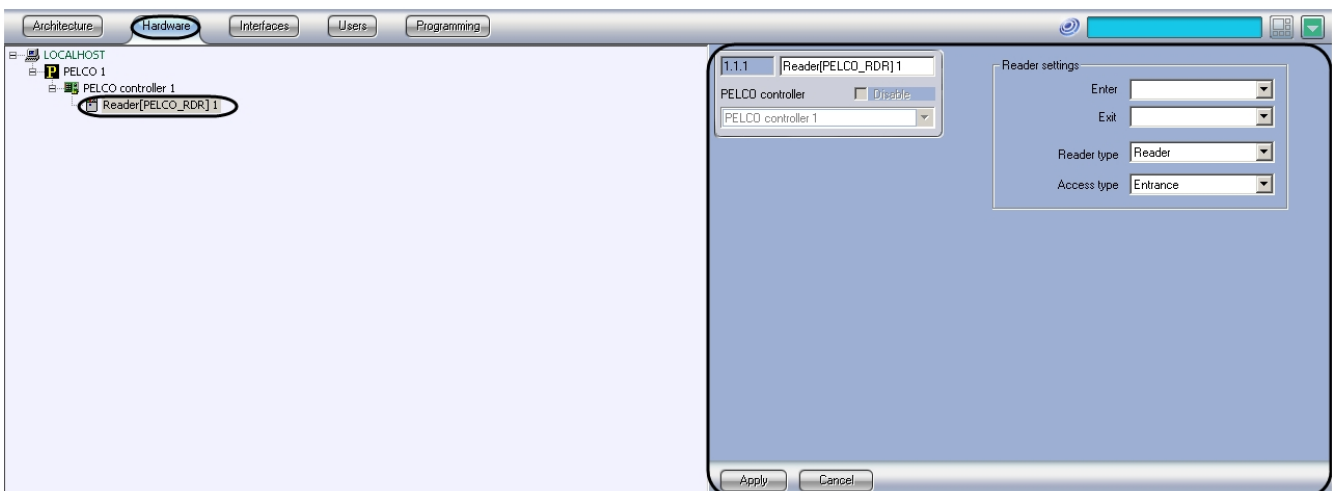 Architecture Hardware Interfaces Users Programming
LOCALHOST
P PELCO 1
PELCO controller 1
Reader[PELCO_RDR] 1
1.1.1 Reader[PELCO_RDR] 1
PELCO controller Disable
PELCO controller 1
Reader settings
Enter
Exit
Reader type Reader
Access type Entrance
Apply Cancel